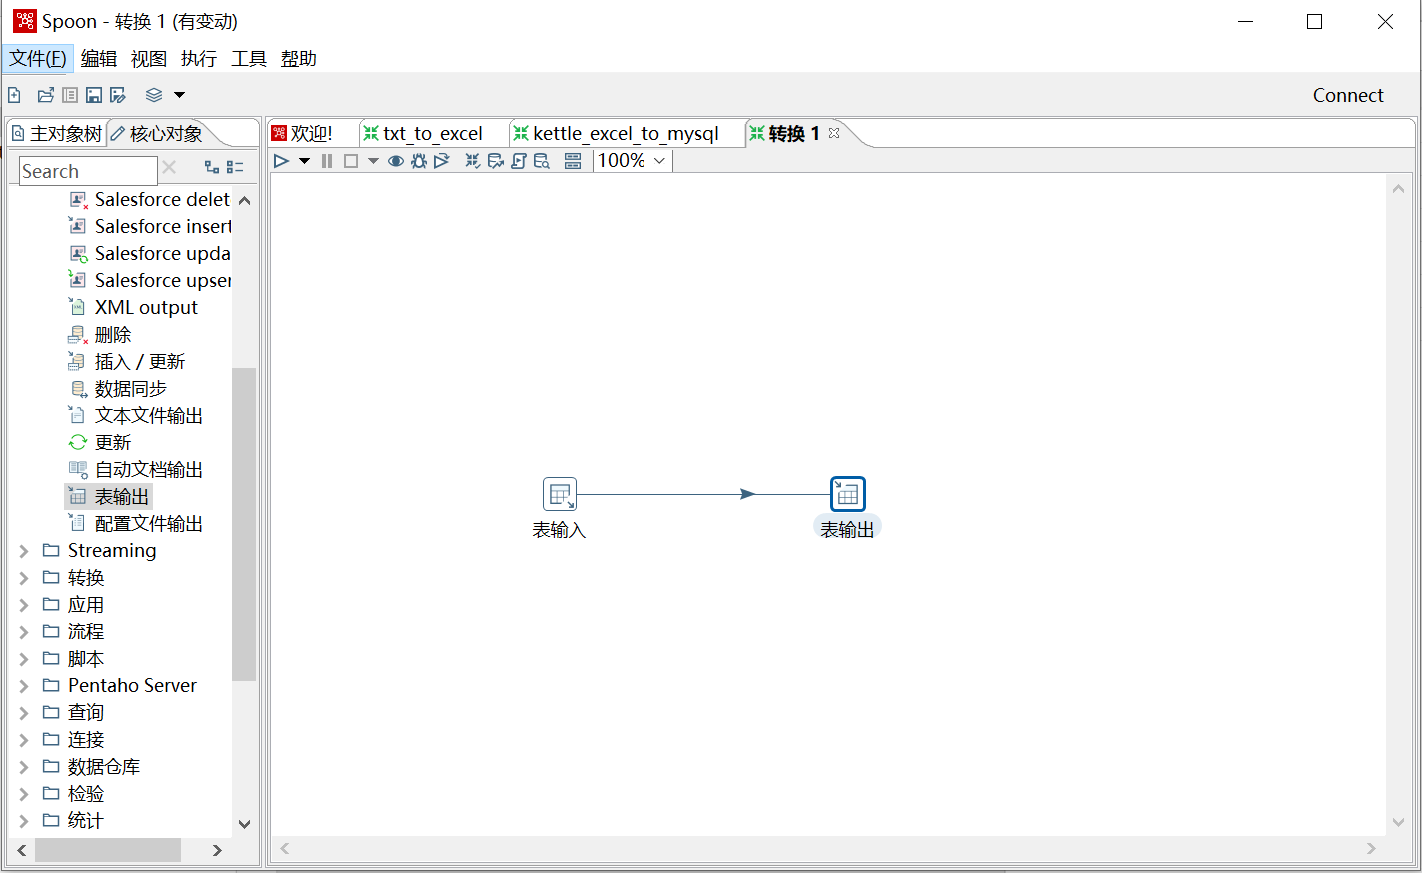 Spoon - 转换 1 (有变动)
文件(F) 编辑 视图 执行 工具 帮助
Connect
主对象树 核心对象
欢迎! txt_to_excel kettle_excel_to_mysql 转换 1
100%
Search
Salesforce delet
Salesforce insert
Salesforce upda
Salesforce upser
XML output
删除
插入 / 更新
数据同步
文本文件输出
更新
自动文档输出
表输出
配置文件输出
Streaming
转换
应用
流程
脚本
Pentaho Server
查询
连接
数据仓库
检验
统计
表输入
表输出